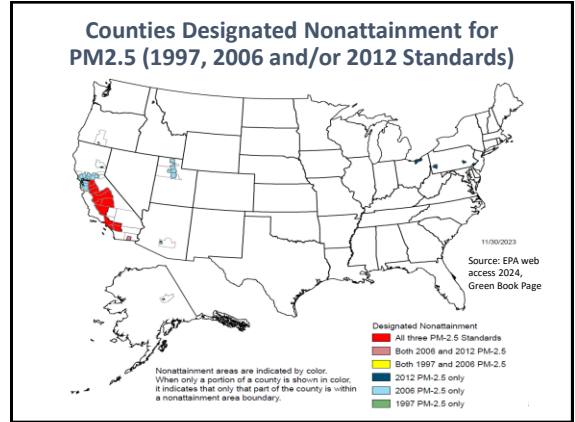 Counties Designated Nonattainment for
PM2.5 (1997, 2006 and/or 2012 Standards)
11/30/2023
Source: EPA web
access 2024,
Green Book Page
Nonattainment areas are indicated by color.
When only a portion of a county is shown in color,
it indicates that only that part of the county is within
a nonattainment area boundary.
Designated Nonattainment
All three PM-2.5 Standards
Both 2006 and 2012 PM-2.5
Both 1997 and 2006 PM-2.5
2012 PM-2.5 only
2006 PM-2.5 only
1997 PM-2.5 only